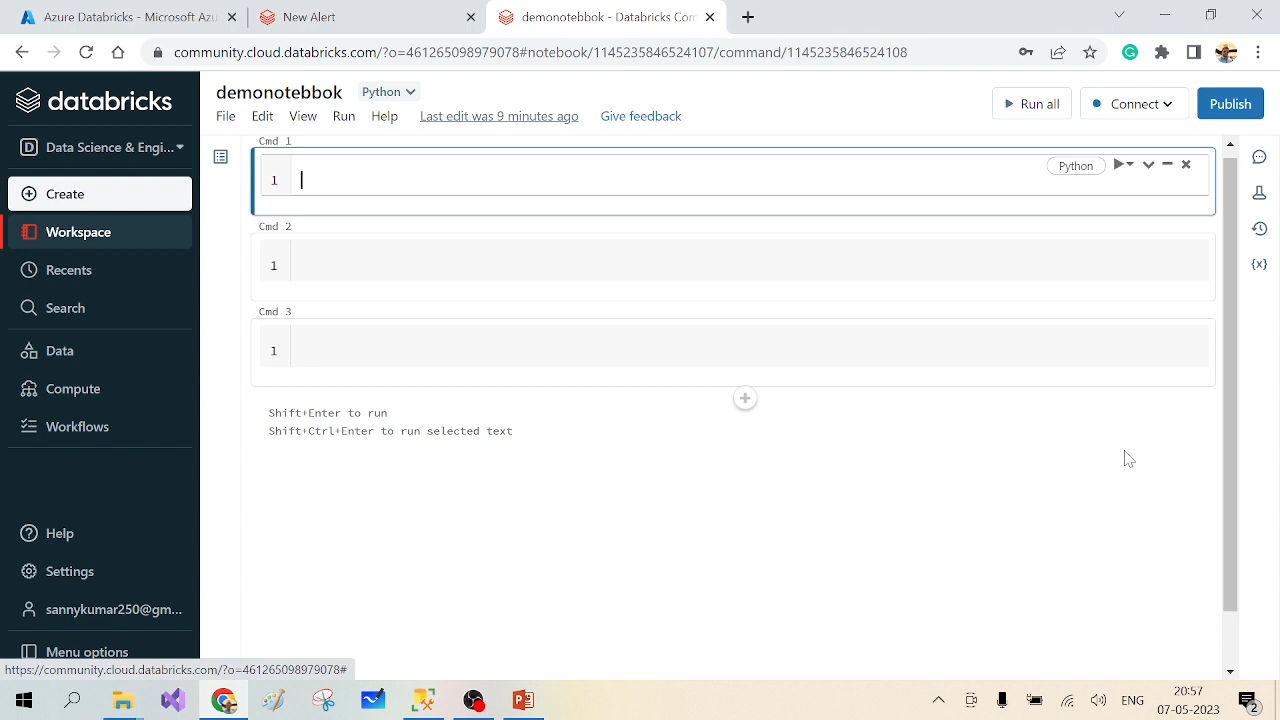 Azure Databricks - Microsoft Azu
New Alert
demonotebbok - Databricks Com
community.cloud.databricks.com/?o=461265098979078#notebook/1145235846524107/command/1145235846524108
databricks
Data Science & Engi...
Create
Workspace
Recents
Search
Data
Compute
Workflows
Help
Settings
sannykumar250@gm...
Menu options
https://community.cloud.databricks.com/?o=461265098979078#
demonotebbok
Python
File
Edit
View
Run
Help
Last edit was 9 minutes ago
Give feedback
Run all
Connect
Publish
Cmd 1
1
Python
Cmd 2
1
Cmd 3
1
Shift+Enter to run
Shift+Ctrl+Enter to run selected text
{x}
ENG
20:57
07-05-2023
2